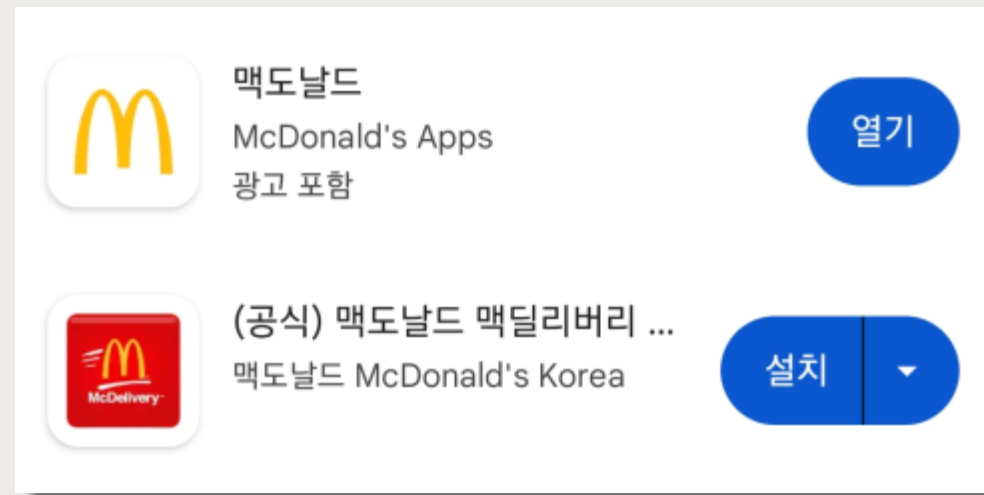 맥도날드
McDonald's Apps
광고 포함
열기
McDelivery
(공식) 맥도날드 맥딜리버리 ...
맥도날드 McDonald's Korea
설치